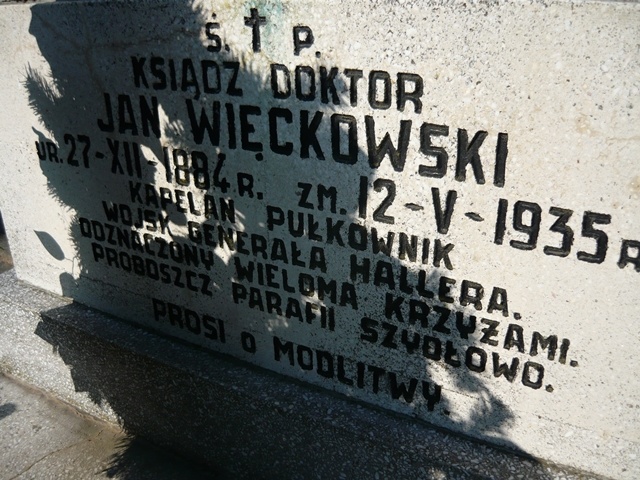 Ś. † P.
KSIĄDZ DOKTOR
JAN WIĘCKOWSKI
UR. 27-XII-1884 R. ZM. 12-V-1935 R
KAPELAN PUŁKOWNIK
WOJSK GENERAŁA HALLERA.
ODZNACZONY WIELOMA KRZYŻAMI.
PROBOSZCZ PARAFII SZYDŁOWO.
PROSI O MODLITWY.